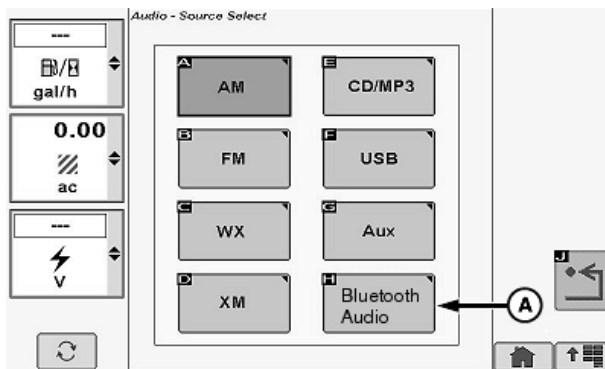 Audio - Source Select
---
gal/h
0.00
ac
---
V
A
AM
B
FM
C
WX
D
XM
E
CD/MP3
F
USB
G
Aux
H
Bluetooth
Audio
A
J